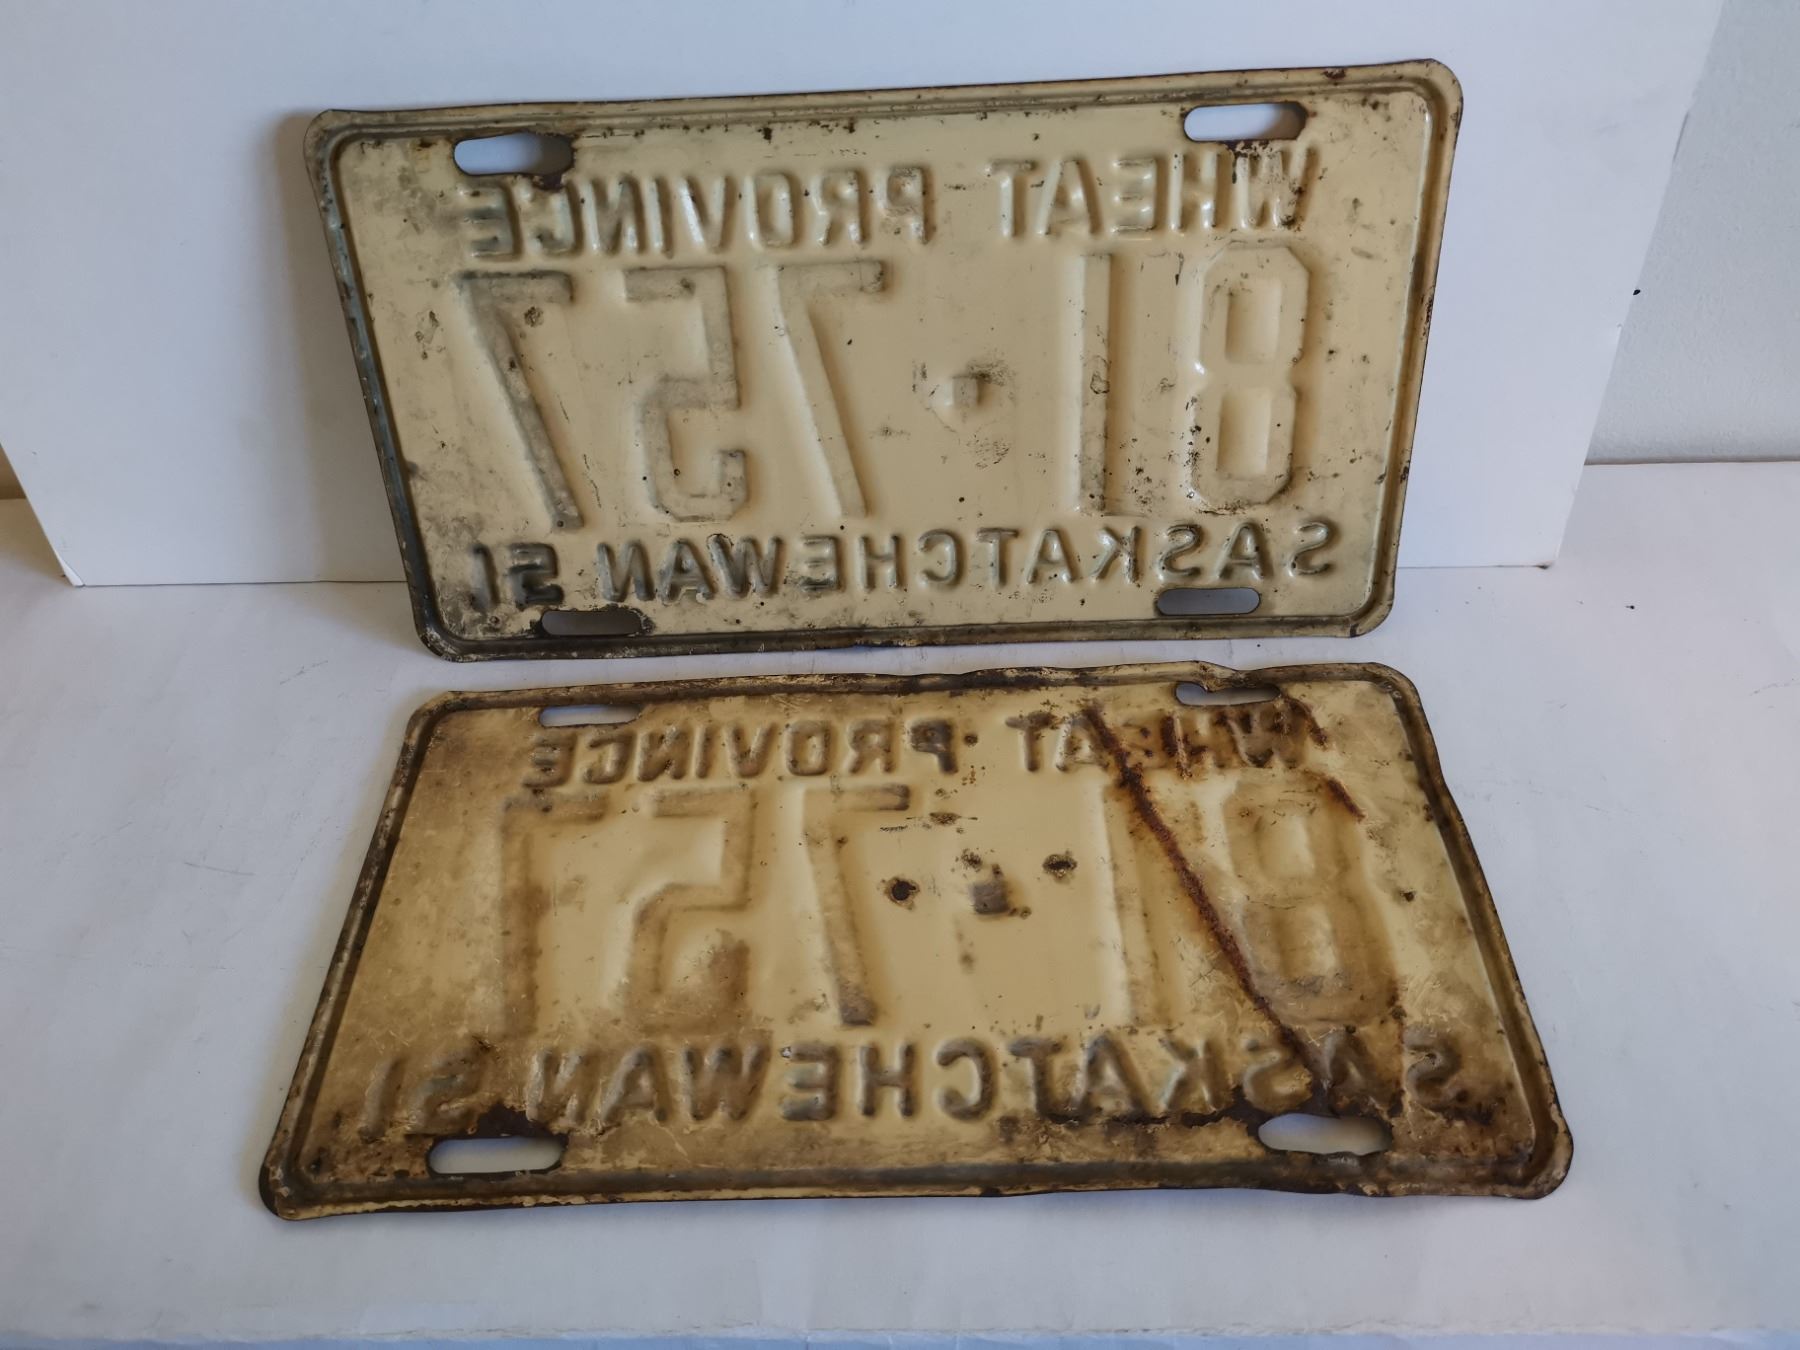 WHEAT PROVINCE
81·757
SASKATCHEWAN 51
WHEAT PROVINCE
81·757
SASKATCHEWAN 51